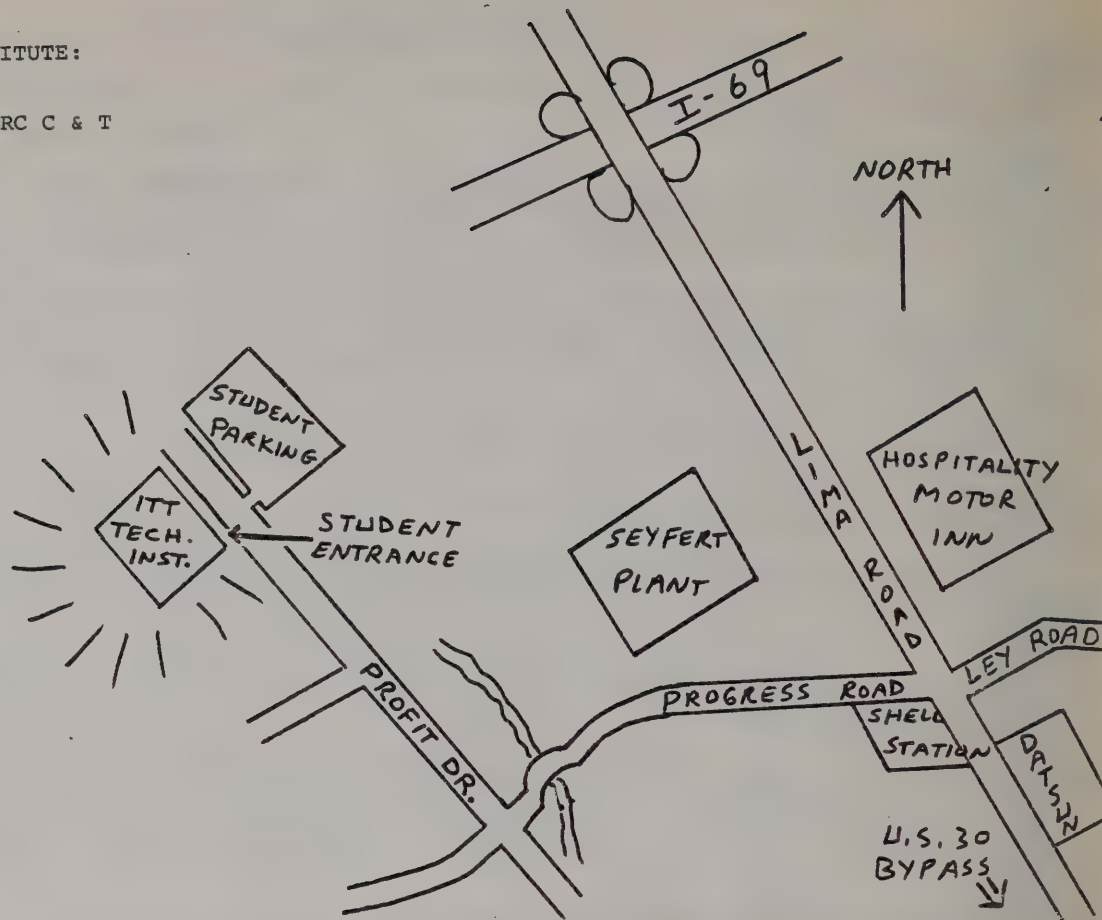 ITUTE:
RC C & T
I-69
NORTH
STUDENT
PARKING
ITT
TECH.
INST.
STUDENT
ENTRANCE
SEYFERT
PLANT
LIMA ROAD
HOSPITALITY
MOTOR
INN
LEY ROAD
PROGRESS ROAD
PROFIT DR.
SHELL
STATION
DATSUN
U.S. 30
BYPASS